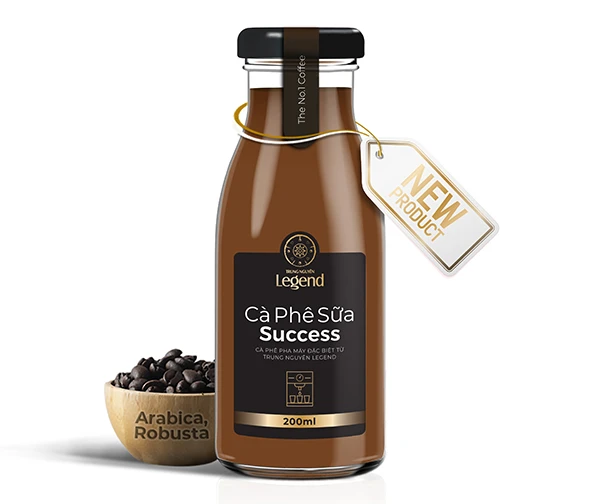 The No.1 Coffee
NEW
PRODUCT
TRUNG NGUYÊN
Legend
Cà Phê Sữa
Success
CÀ PHÊ PHA MÁY ĐẶC BIỆT TỪ
TRUNG NGUYÊN LEGEND
200ml
Arabica,
Robusta